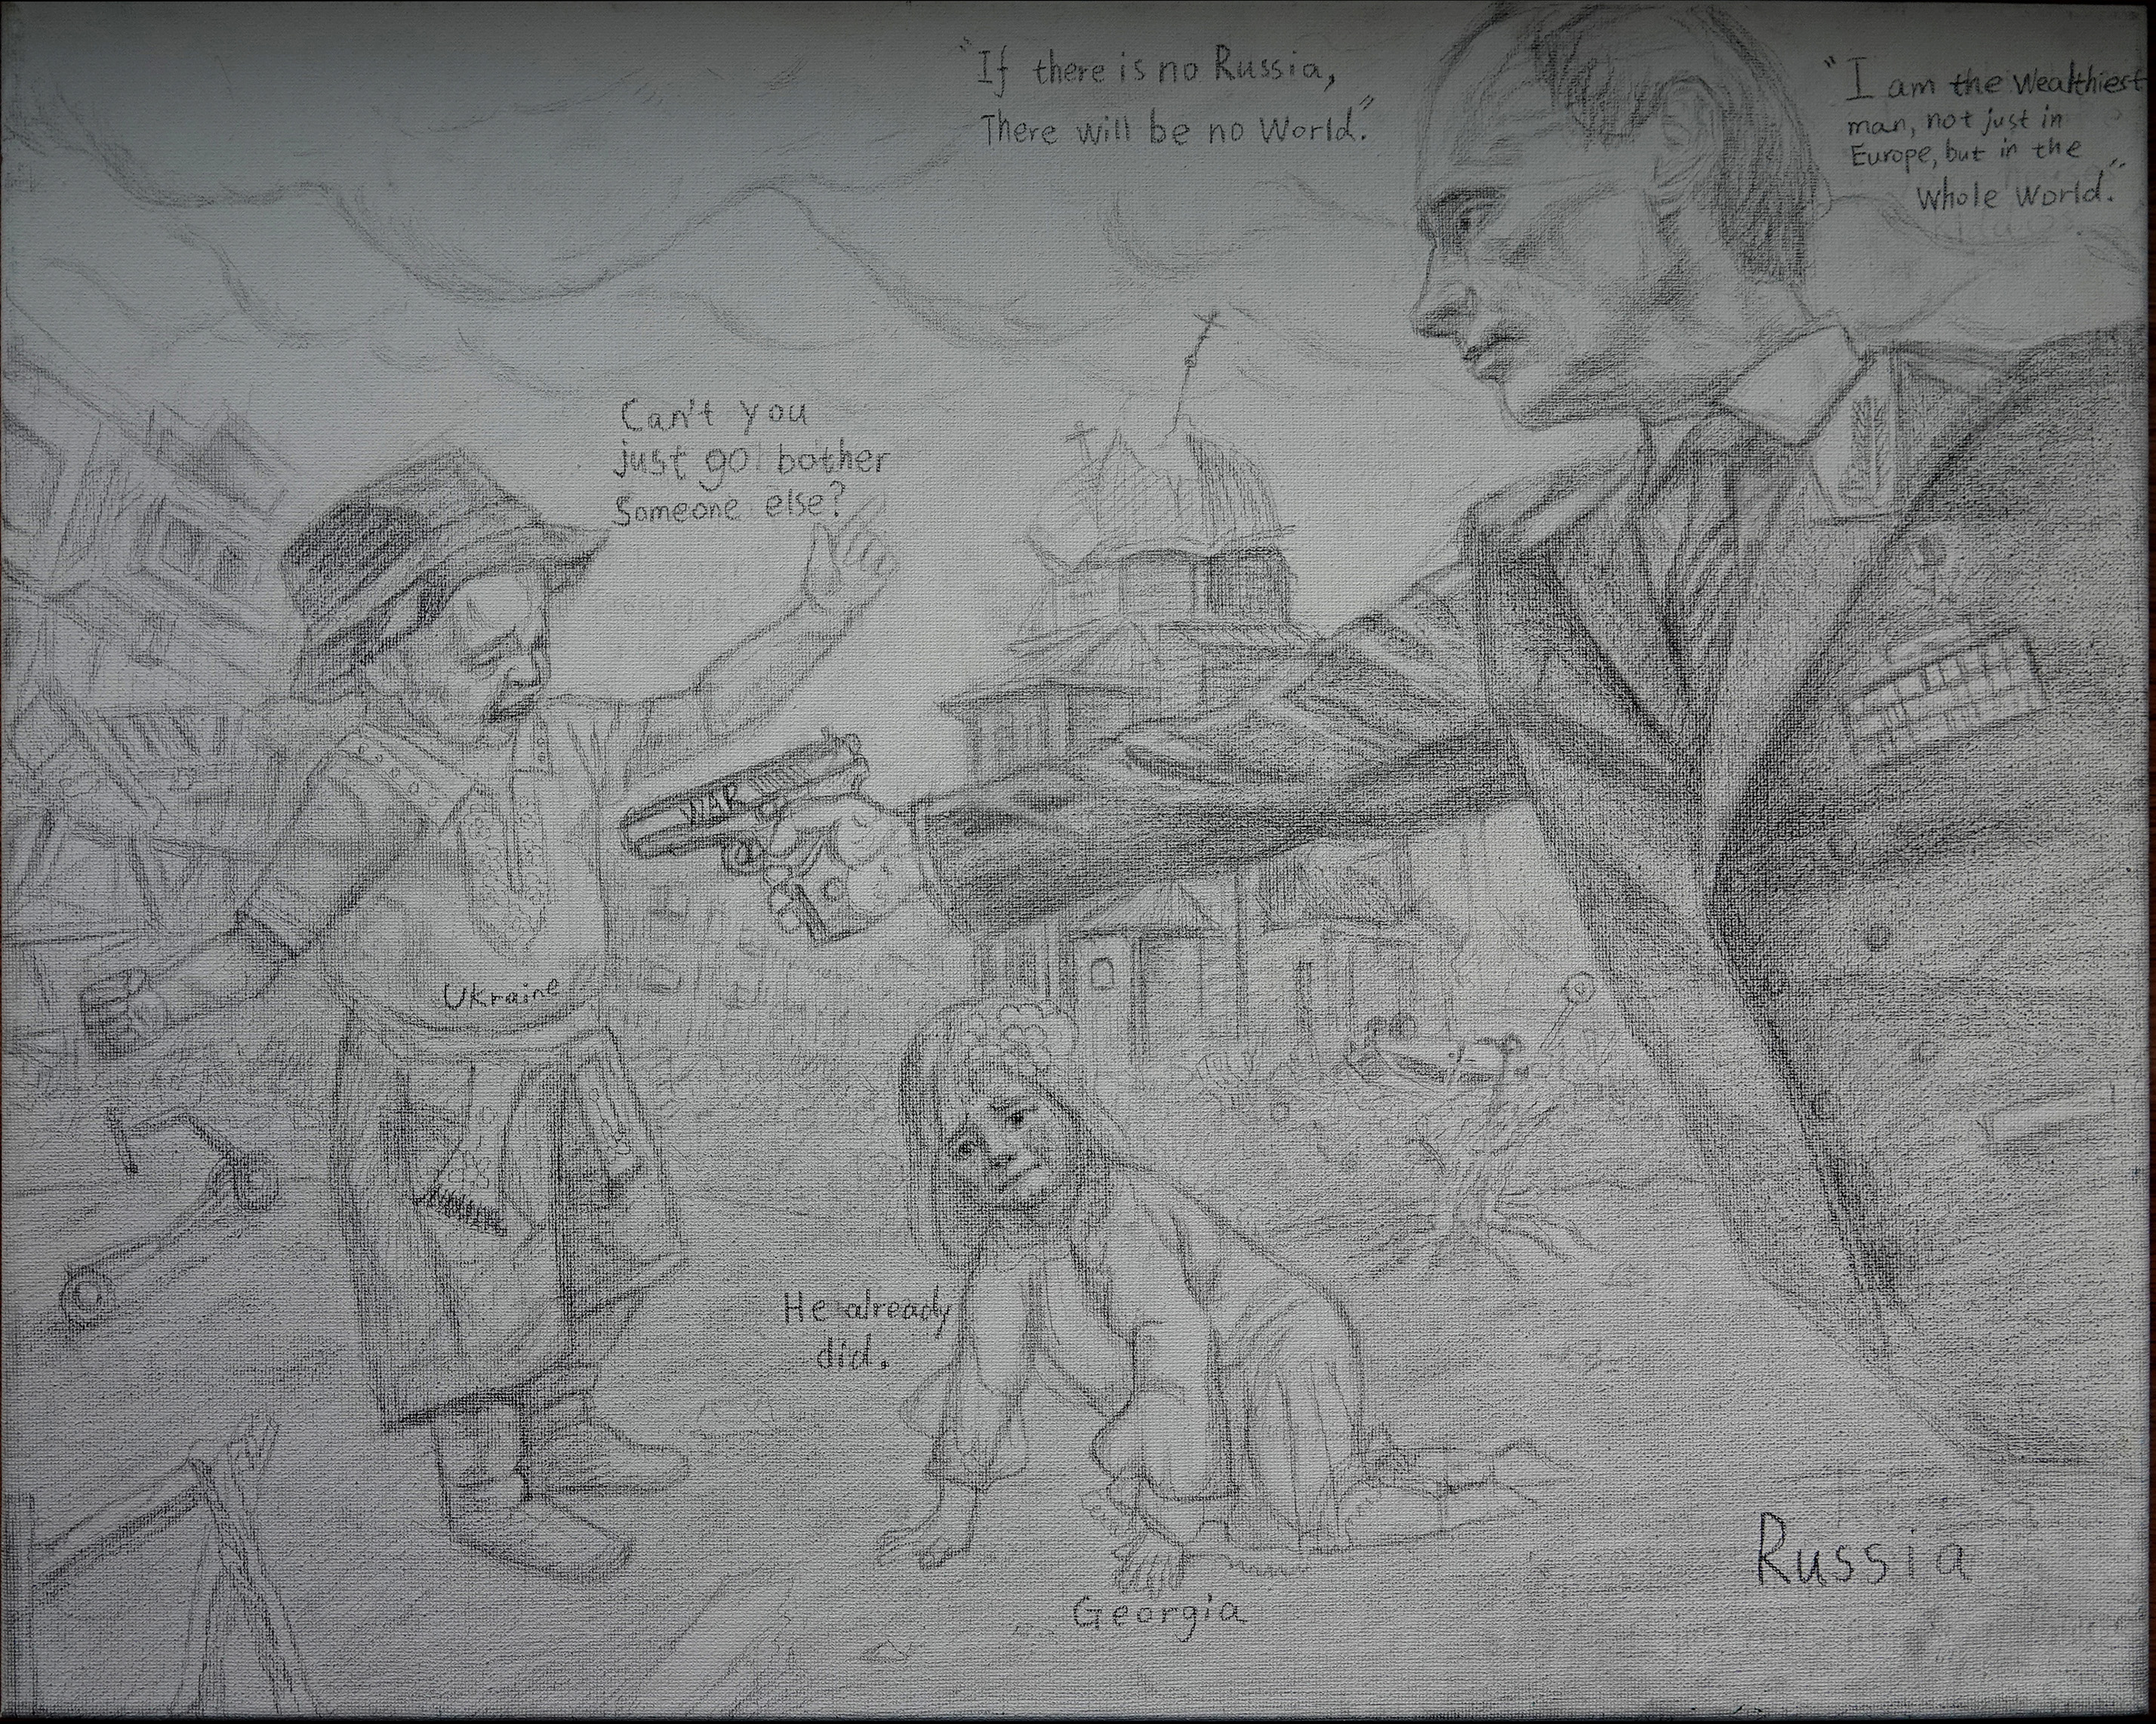 "If there is no Russia,
There will be no World."
"I am the Wealthiest
man, not just in
Europe, but in the
Whole World."
Can't you
just go bother
Someone else?
WAR
Ukraine
He already
did.
Georgia
Russia